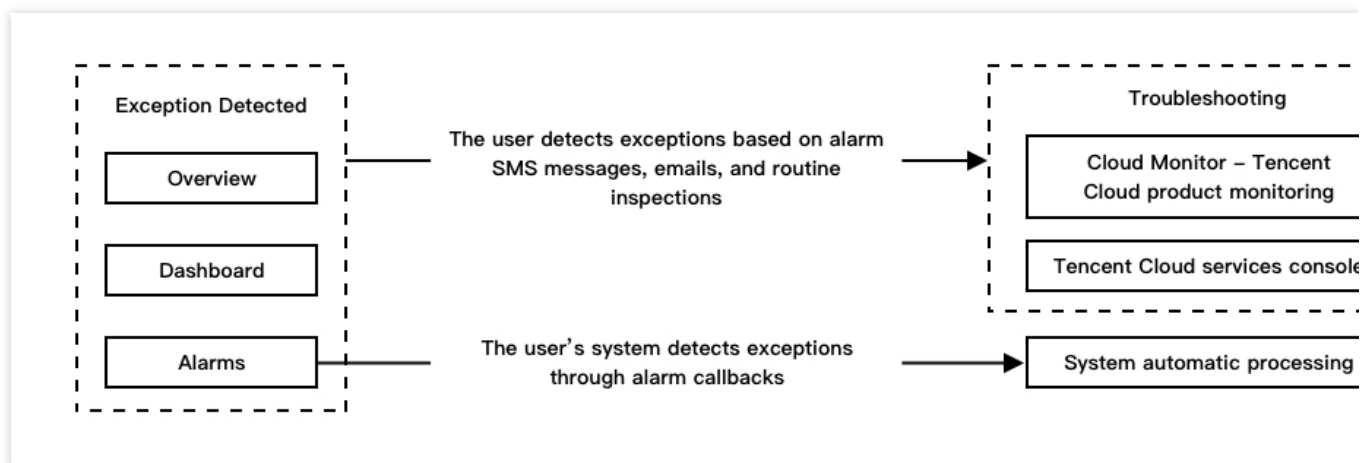 Exception Detected
Overview
Dashboard
Alarms
The user detects exceptions based on alarm
SMS messages, emails, and routine
inspections
The user's system detects exceptions
through alarm callbacks
Troubleshooting
Cloud Monitor – Tencent
Cloud product monitoring
Tencent Cloud services console
System automatic processing